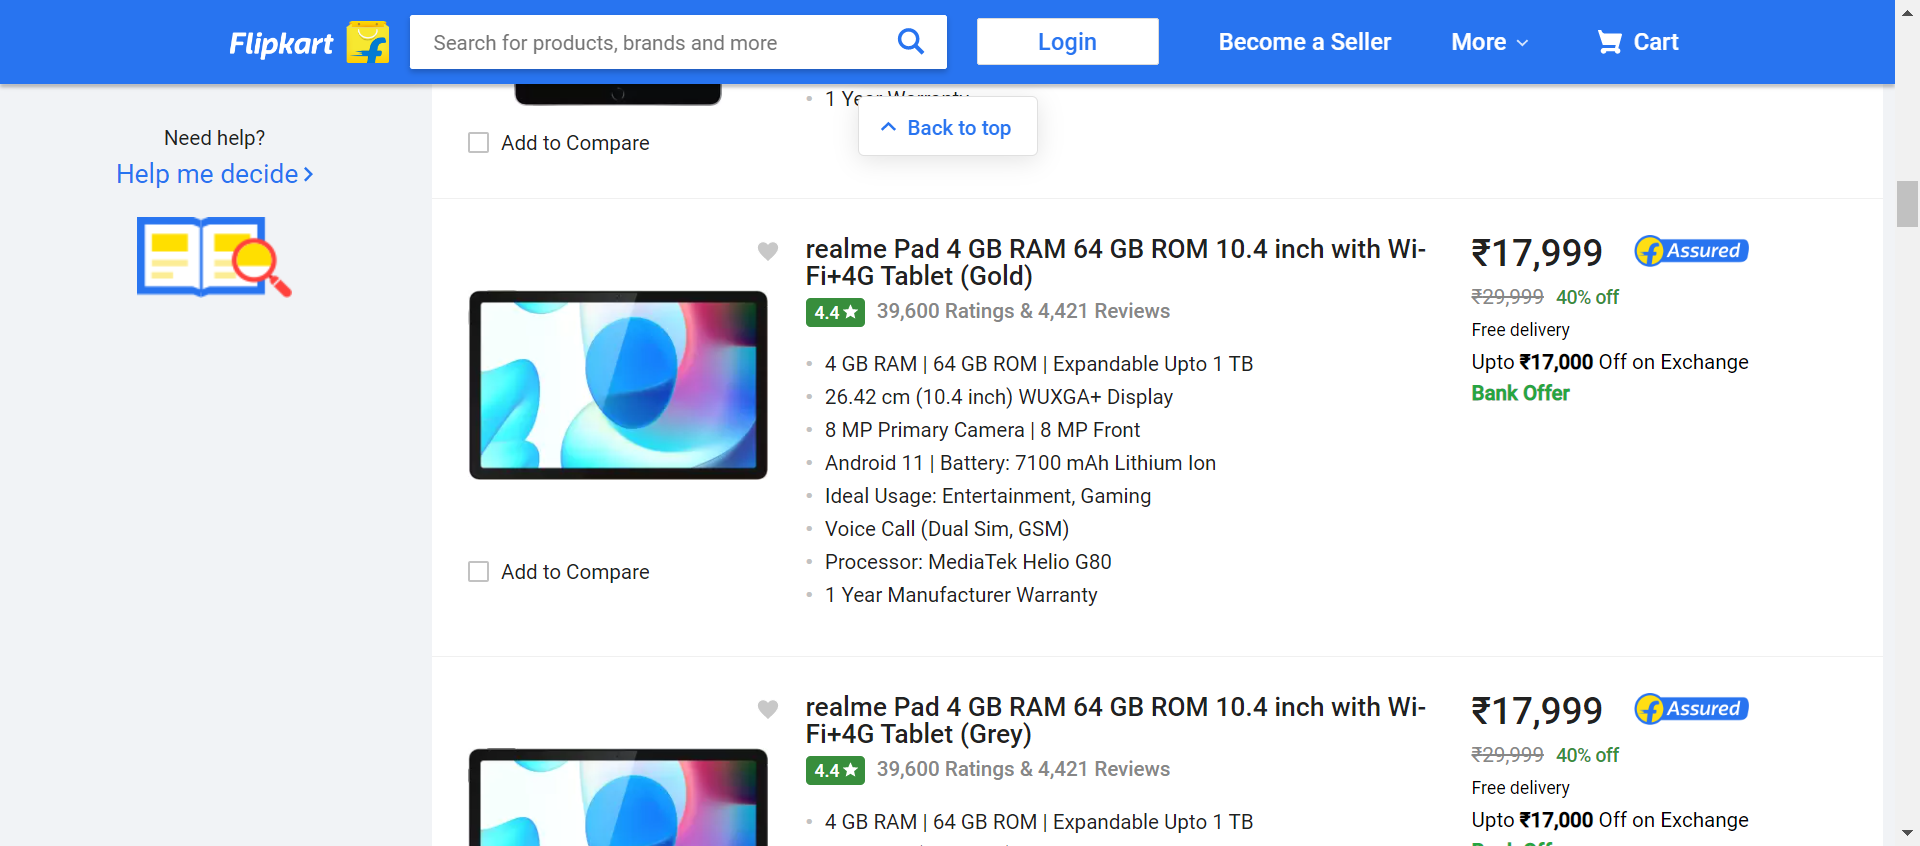 Flipkart
Search for products, brands and more
Login
Become a Seller
More
Cart
Need help?
Help me decide
1 Year Warranty
Back to top
Add to Compare
realme Pad 4 GB RAM 64 GB ROM 10.4 inch with Wi-
Fi+4G Tablet (Gold)
4.4★ 39,600 Ratings & 4,421 Reviews
4 GB RAM | 64 GB ROM | Expandable Upto 1 TB
26.42 cm (10.4 inch) WUXGA+ Display
8 MP Primary Camera | 8 MP Front
Android 11 | Battery: 7100 mAh Lithium Ion
Ideal Usage: Entertainment, Gaming
Voice Call (Dual Sim, GSM)
Processor: MediaTek Helio G80
1 Year Manufacturer Warranty
₹17,999
Assured
₹29,999 40% off
Free delivery
Upto ₹17,000 Off on Exchange
Bank Offer
Add to Compare
realme Pad 4 GB RAM 64 GB ROM 10.4 inch with Wi-
Fi+4G Tablet (Grey)
4.4★ 39,600 Ratings & 4,421 Reviews
4 GB RAM | 64 GB ROM | Expandable Upto 1 TB
₹17,999
Assured
₹29,999 40% off
Free delivery
Upto ₹17,000 Off on Exchange